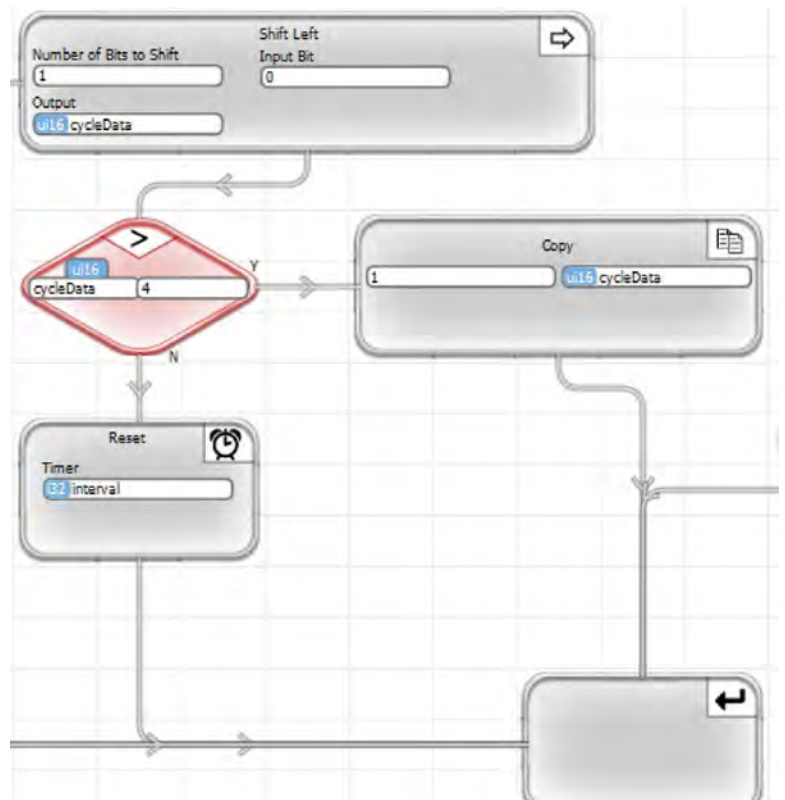 Shift Left
Number of Bits to Shift
Input Bit
1
0
Output
ui16 cycleData
>
ui16
cycleData
4
Y
N
Copy
1
ui16 cycleData
Reset
Timer
i32 interval